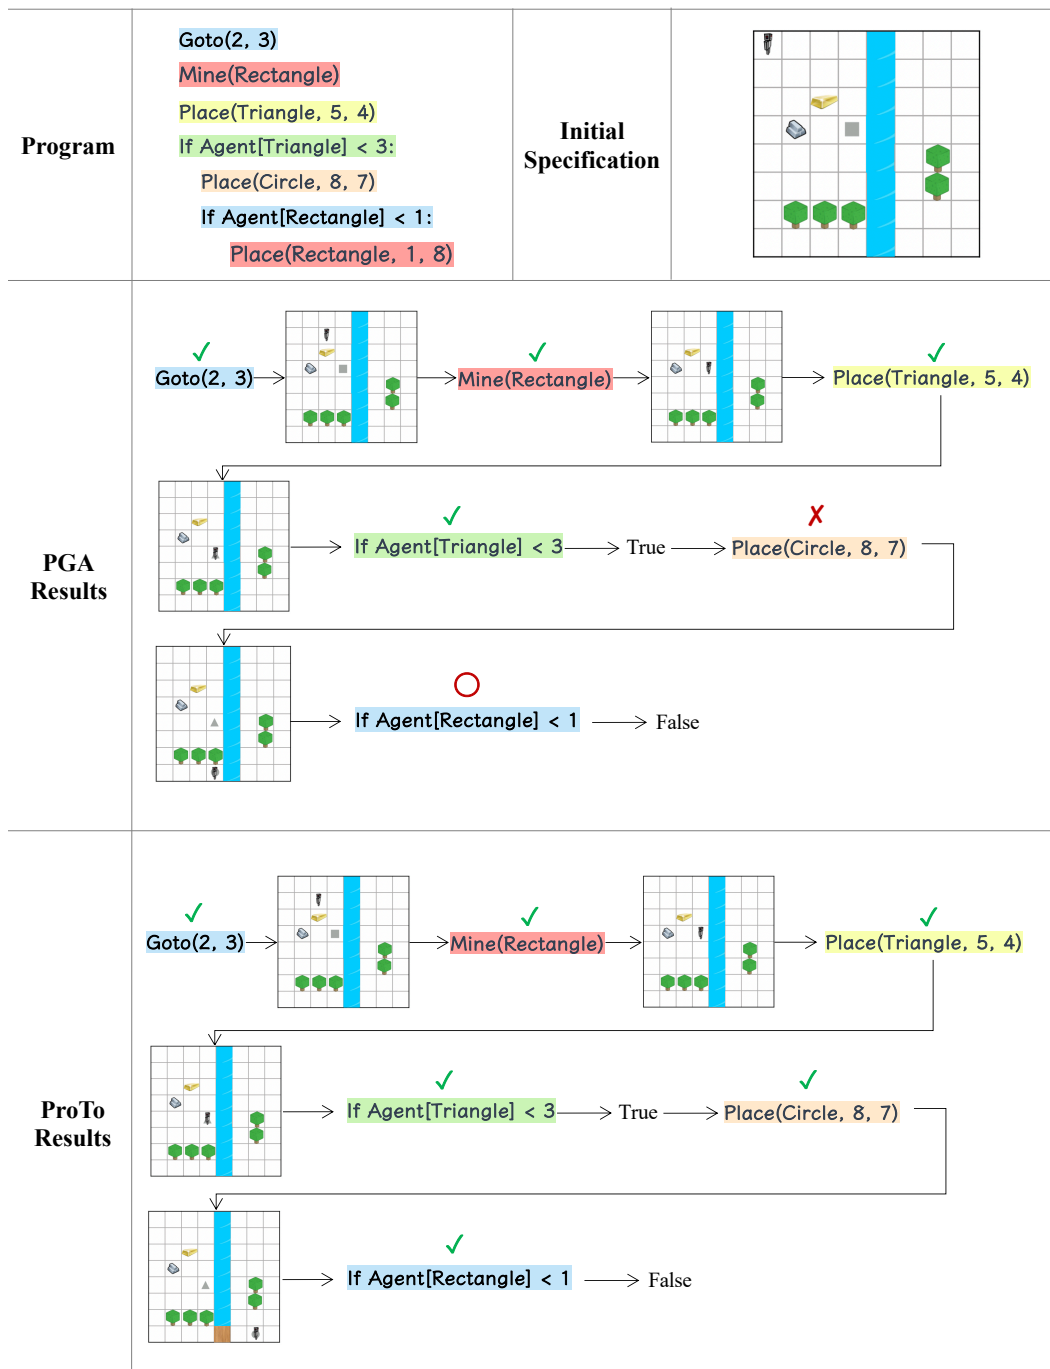 Program
Goto(2, 3)
Mine(Rectangle)
Place(Triangle, 5, 4)
If Agent[Triangle] < 3:
Place(Circle, 8, 7)
If Agent[Rectangle] < 1:
Place(Rectangle, 1, 8)
Initial
Specification
PGA
Results
Goto(2, 3)
Mine(Rectangle)
Place(Triangle, 5, 4)
If Agent[Triangle] < 3
True
Place(Circle, 8, 7)
If Agent[Rectangle] < 1
False
ProTo
Results
Goto(2, 3)
Mine(Rectangle)
Place(Triangle, 5, 4)
If Agent[Triangle] < 3
True
Place(Circle, 8, 7)
If Agent[Rectangle] < 1
False